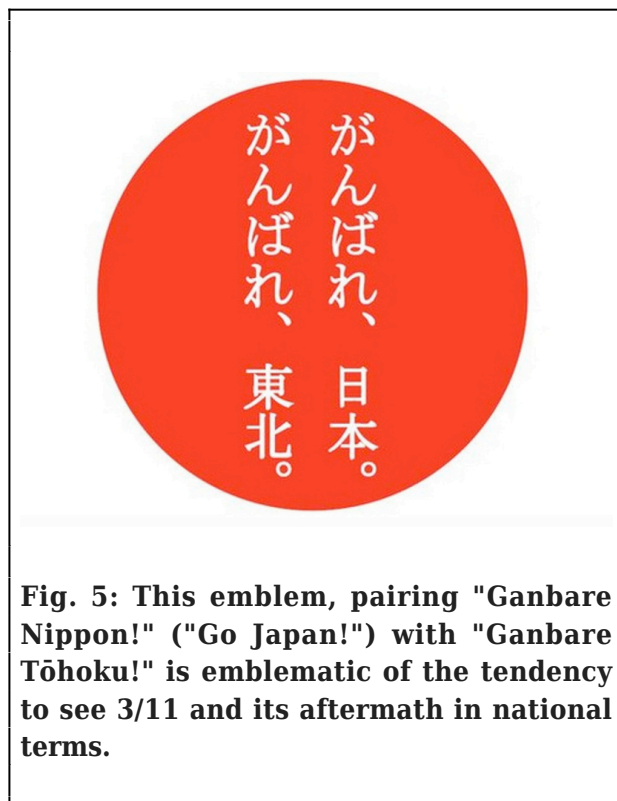 がんばれ、日本。
がんばれ、東北。
Fig. 5: This emblem, pairing "Ganbare
Nippon!" ("Go Japan!") with "Ganbare
Tōhoku!" is emblematic of the tendency
to see 3/11 and its aftermath in national
terms.